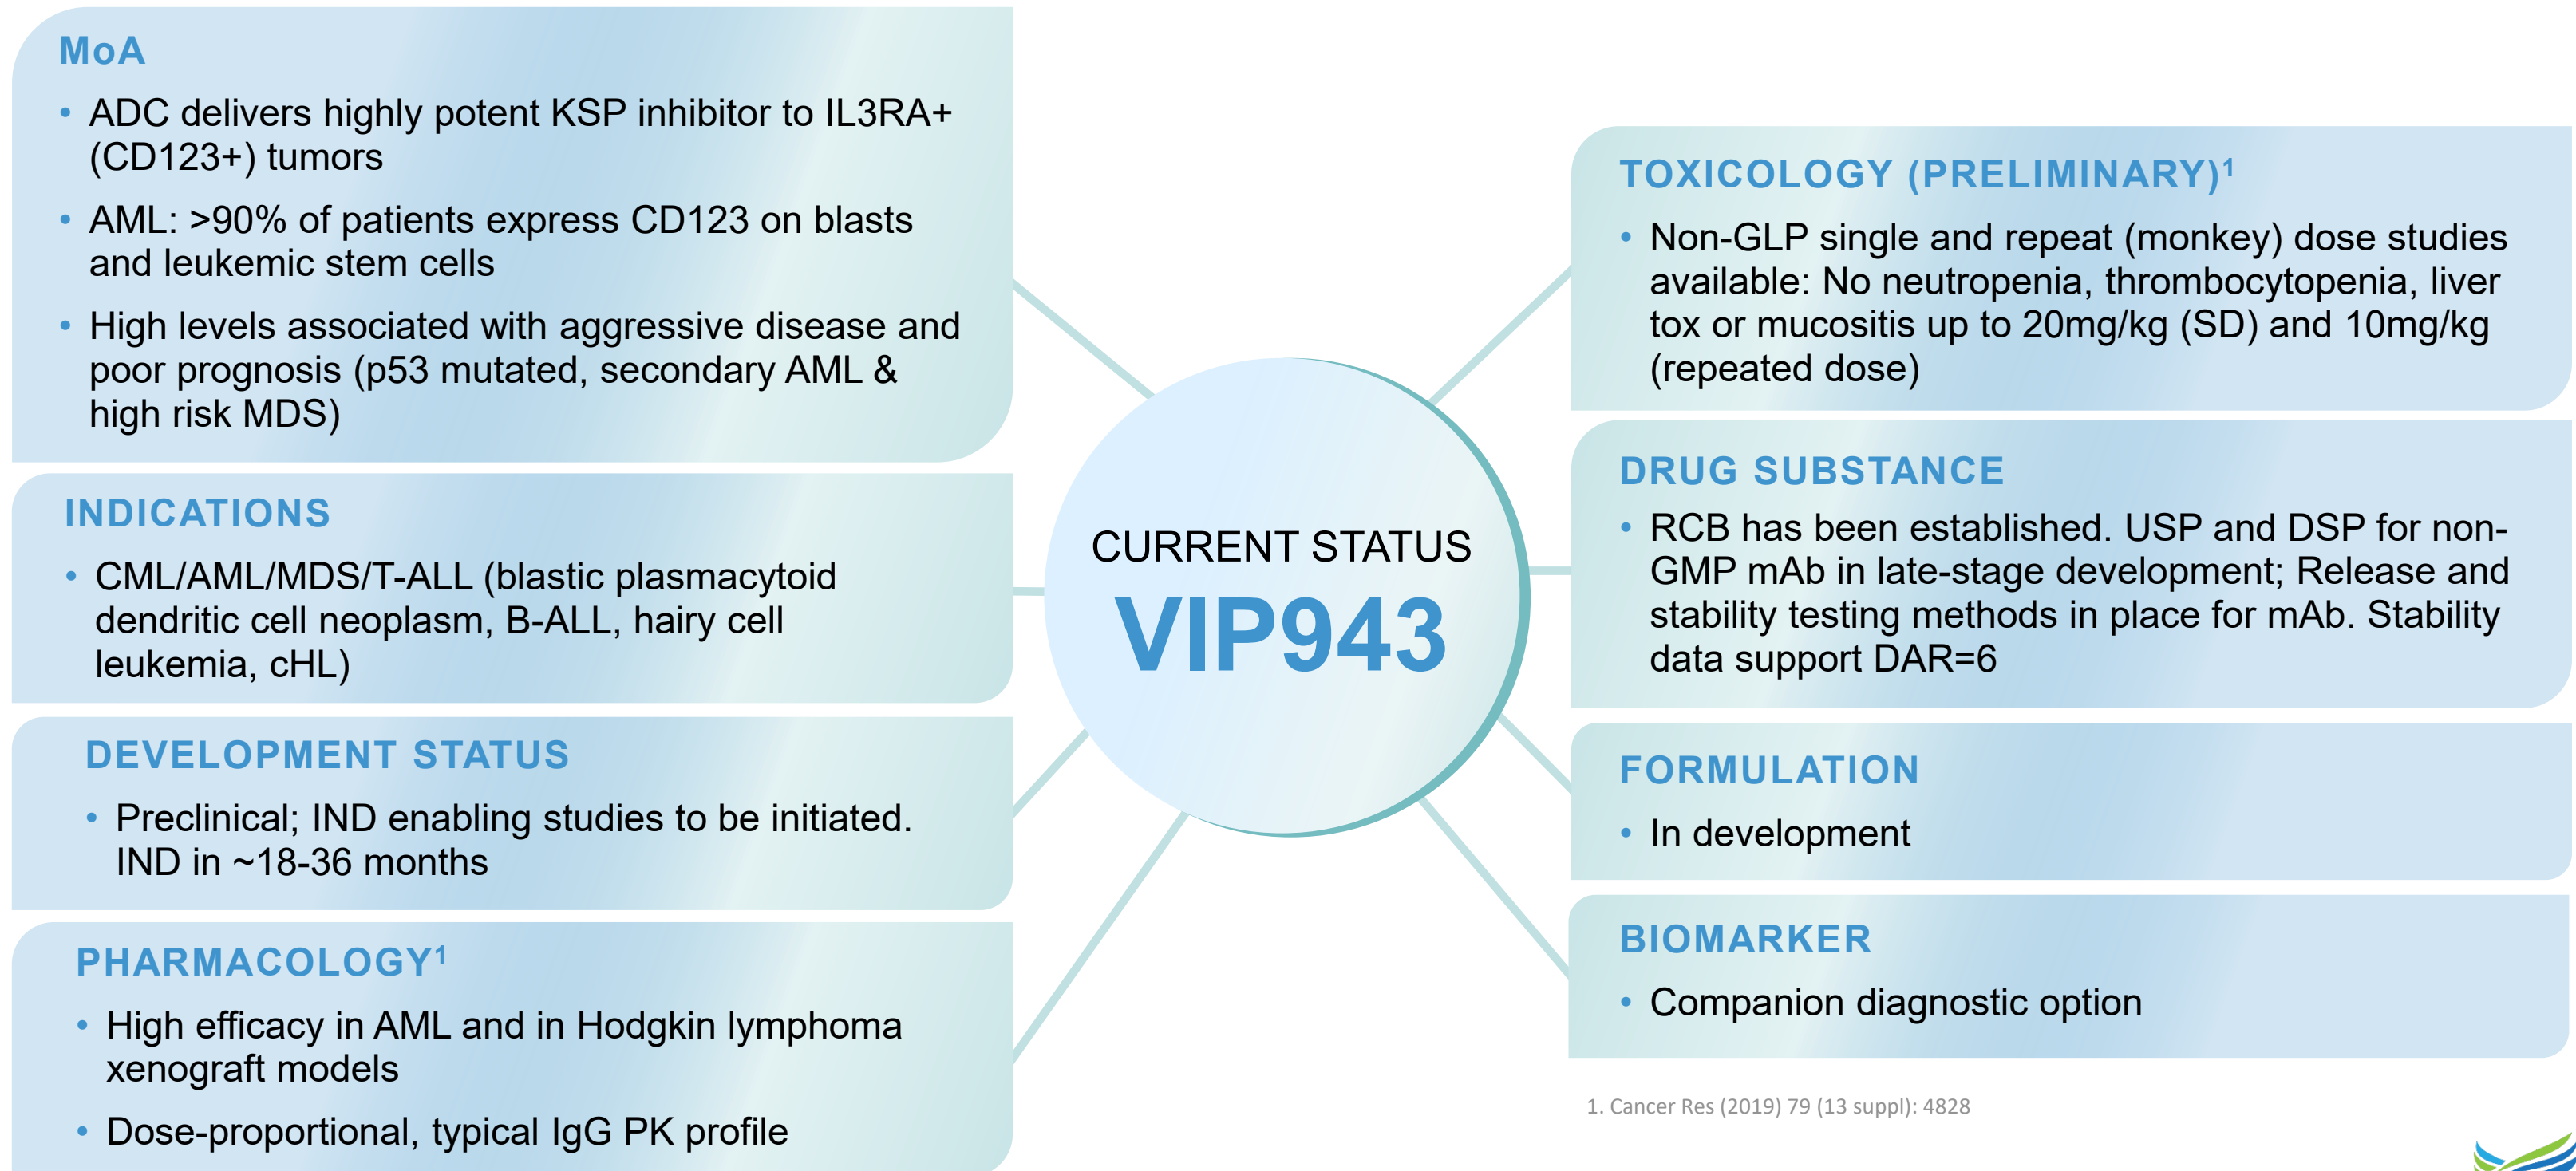 MoA
• ADC delivers highly potent KSP inhibitor to IL3RA+
(CD123+) tumors
• AML: >90% of patients express CD123 on blasts
and leukemic stem cells
• High levels associated with aggressive disease and
poor prognosis (p53 mutated, secondary AML &
high risk MDS)
INDICATIONS
• CML/AML/MDS/T-ALL (blastic plasmacytoid
dendritic cell neoplasm, B-ALL, hairy cell
leukemia, cHL)
DEVELOPMENT STATUS
• Preclinical; IND enabling studies to be initiated.
IND in ~18-36 months
PHARMACOLOGY¹
• High efficacy in AML and in Hodgkin lymphoma
xenograft models
• Dose-proportional, typical IgG PK profile
CURRENT STATUS
VIP943
TOXICOLOGY (PRELIMINARY)¹
• Non-GLP single and repeat (monkey) dose studies
available: No neutropenia, thrombocytopenia, liver
tox or mucositis up to 20mg/kg (SD) and 10mg/kg
(repeated dose)
DRUG SUBSTANCE
• RCB has been established. USP and DSP for non-
GMP mAb in late-stage development; Release and
stability testing methods in place for mAb. Stability
data support DAR=6
FORMULATION
• In development
BIOMARKER
• Companion diagnostic option
1. Cancer Res (2019) 79 (13 suppl): 4828